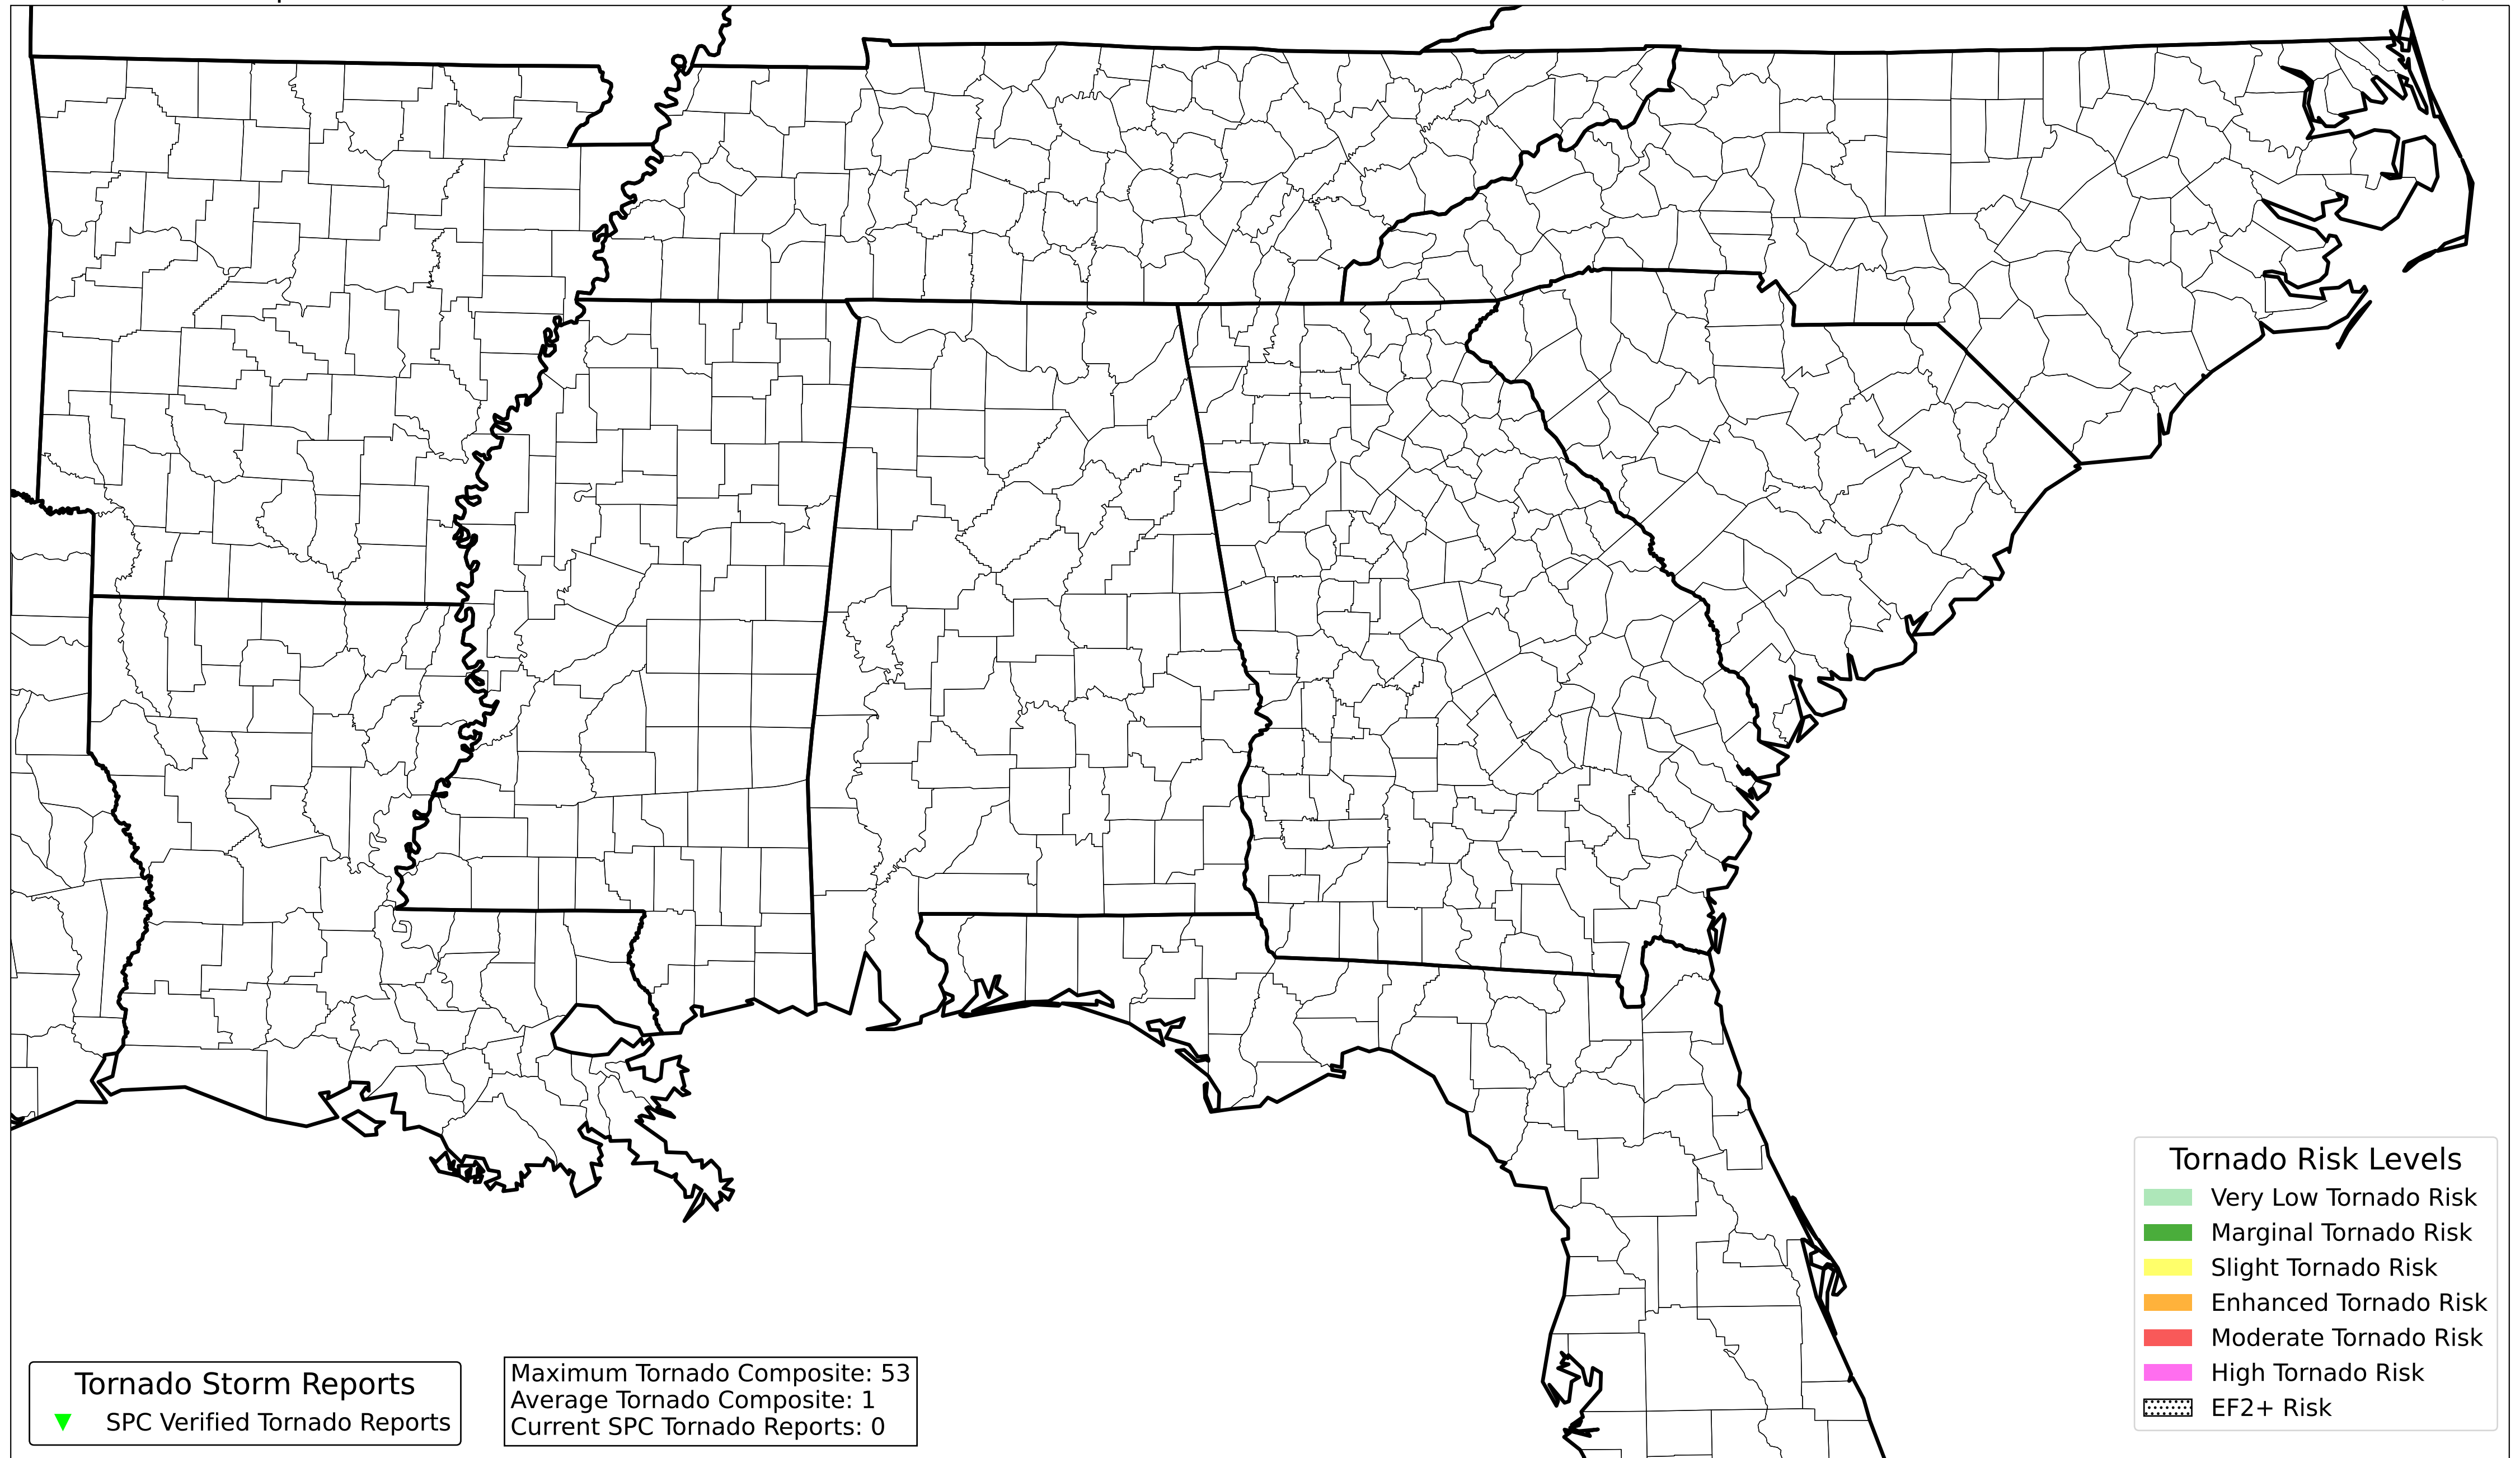 Tornado Risk Levels
Very Low Tornado Risk
Marginal Tornado Risk
Slight Tornado Risk
Enhanced Tornado Risk
Moderate Tornado Risk
High Tornado Risk
EF2+ Risk
Tornado Storm Reports
SPC Verified Tornado Reports
Maximum Tornado Composite: 53
Average Tornado Composite: 1
Current SPC Tornado Reports: 0